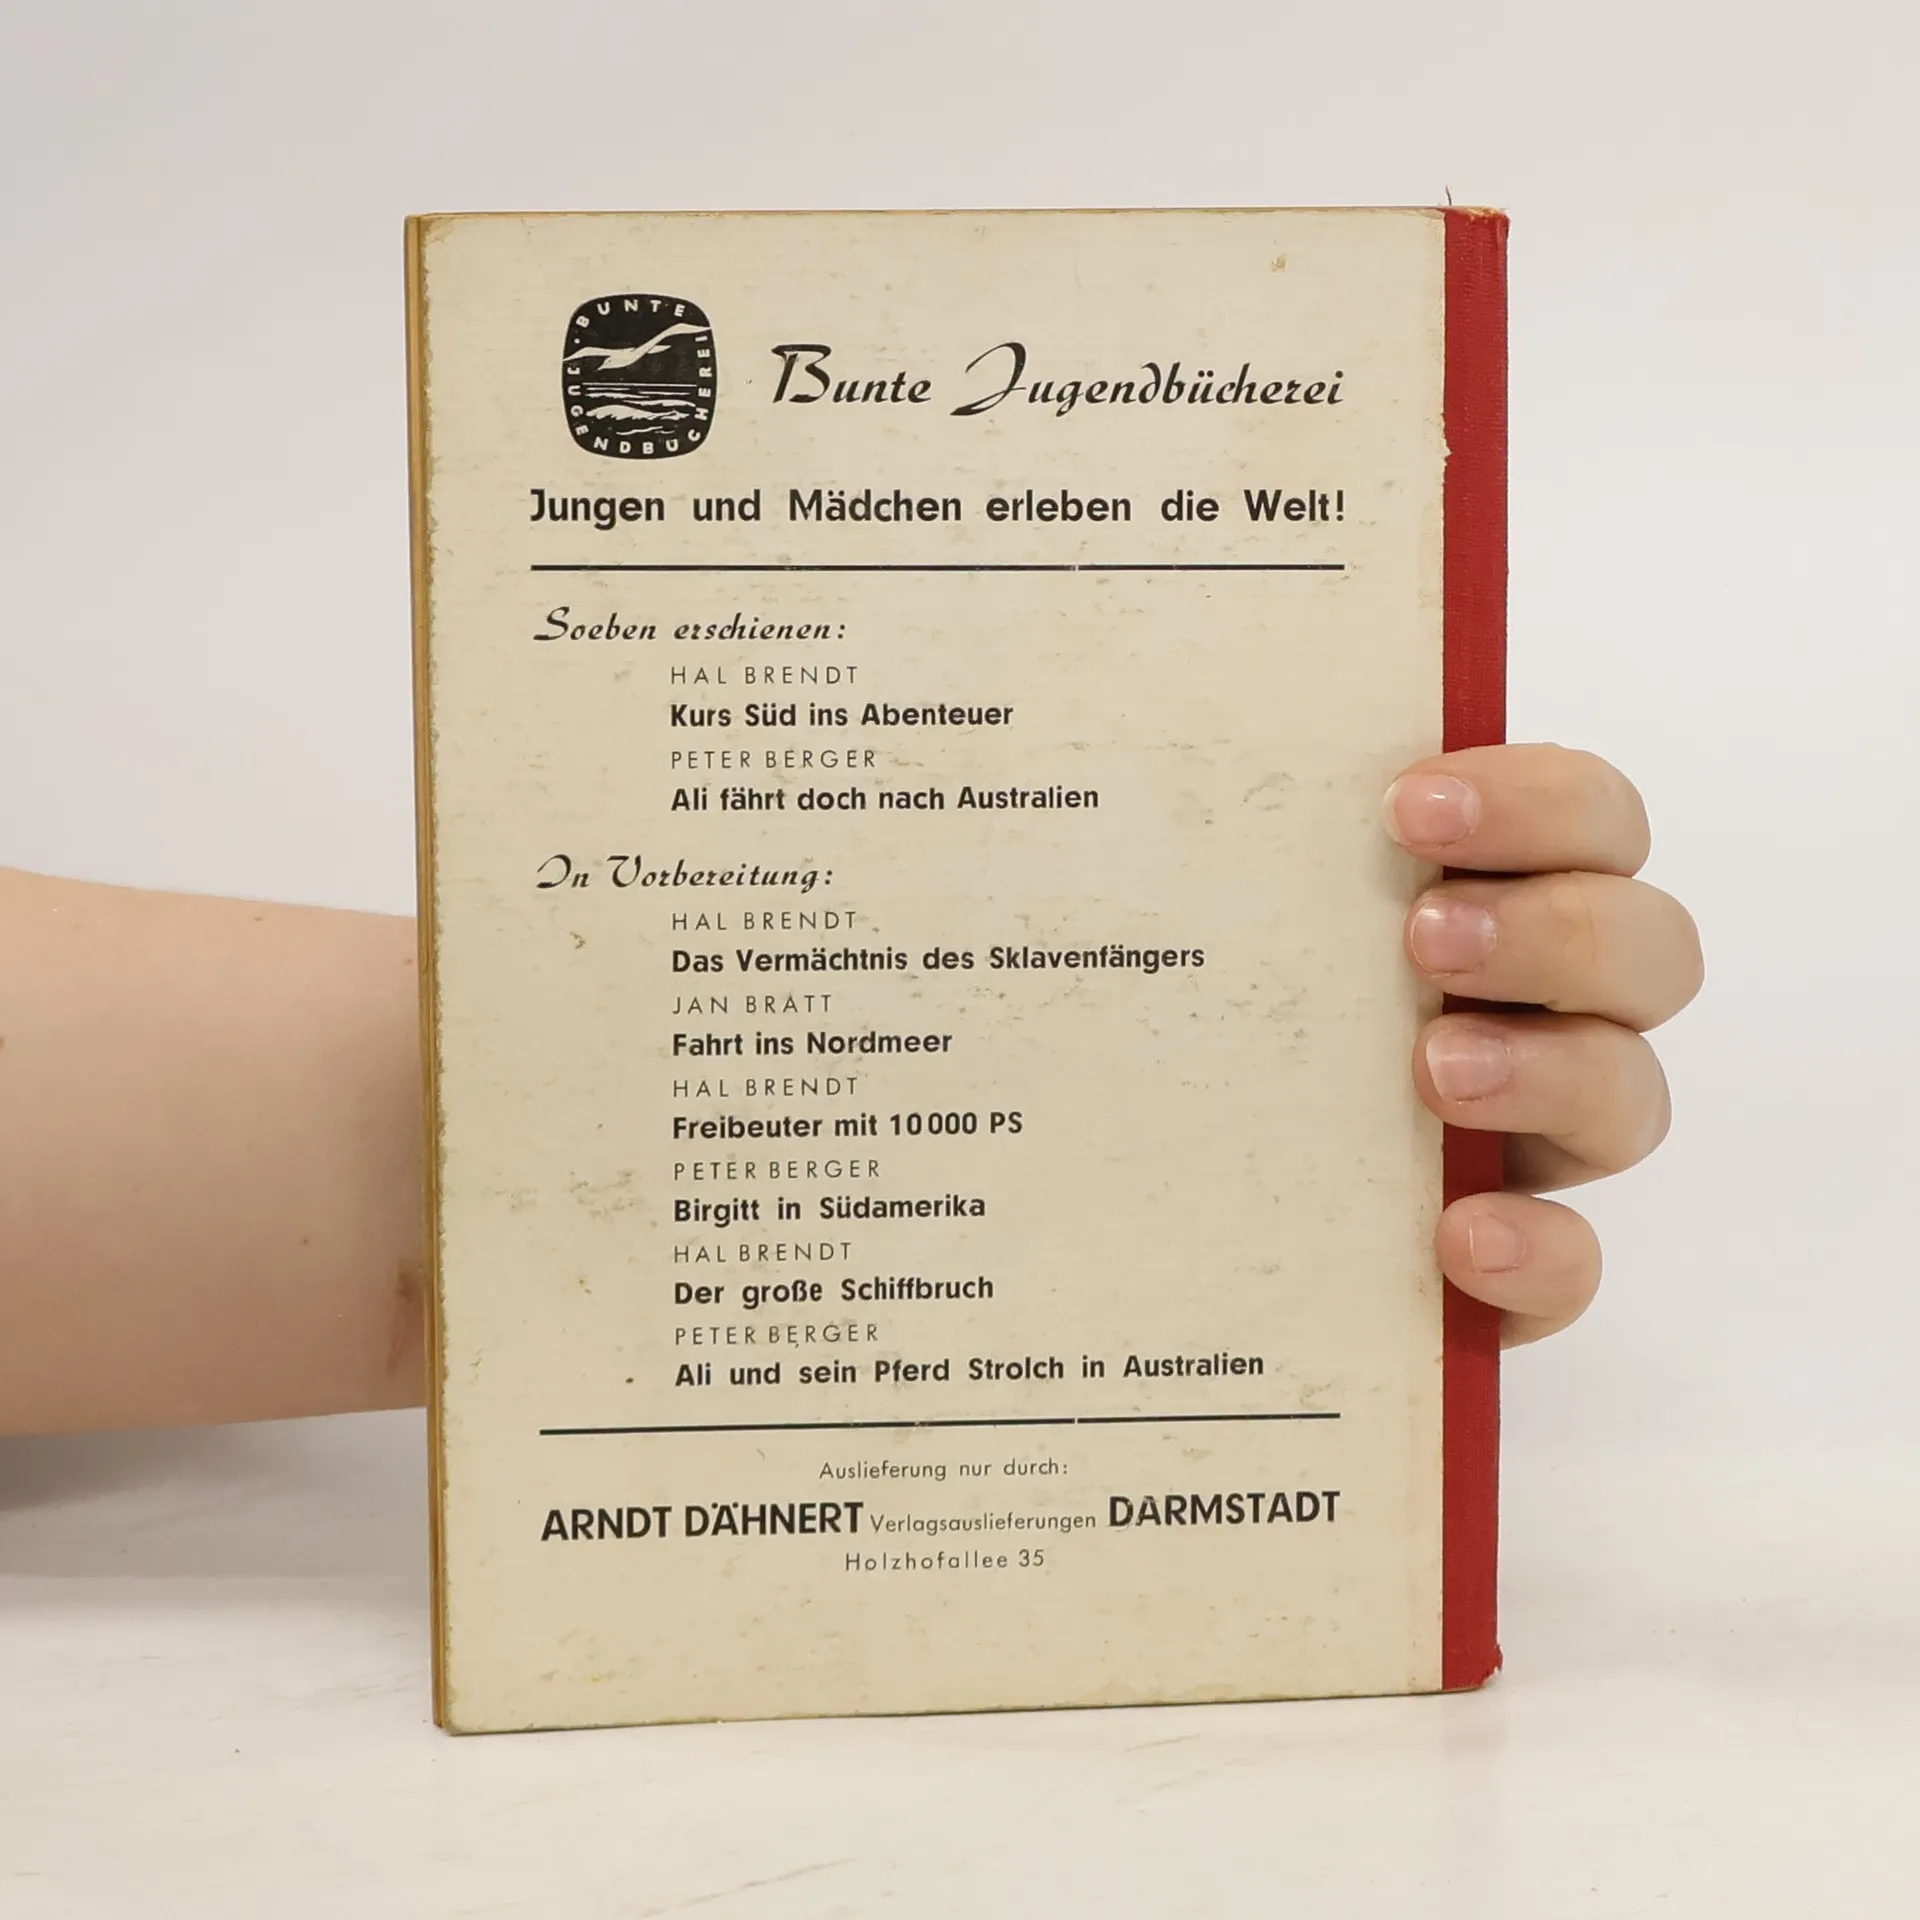 · BUNTE JUGENDBÜCHEREI
Bunte Jugendbücherei
Jungen und Mädchen erleben die Welt!
Soeben erschienen:
HAL BRENDT
Kurs Süd ins Abenteuer
PETER BERGER
Ali fährt doch nach Australien
In Vorbereitung:
HAL BRENDT
Das Vermächtnis des Sklavenfängers
JAN BRATT
Fahrt ins Nordmeer
HAL BRENDT
Freibeuter mit 10 000 PS
PETER BERGER
Birgitt in Südamerika
HAL BRENDT
Der große Schiffbruch
PETER BERGER
Ali und sein Pferd Strolch in Australien
Auslieferung nur durch:
ARNDT DÄHNERT Verlagsauslieferungen DARMSTADT
Holzhofallee 35